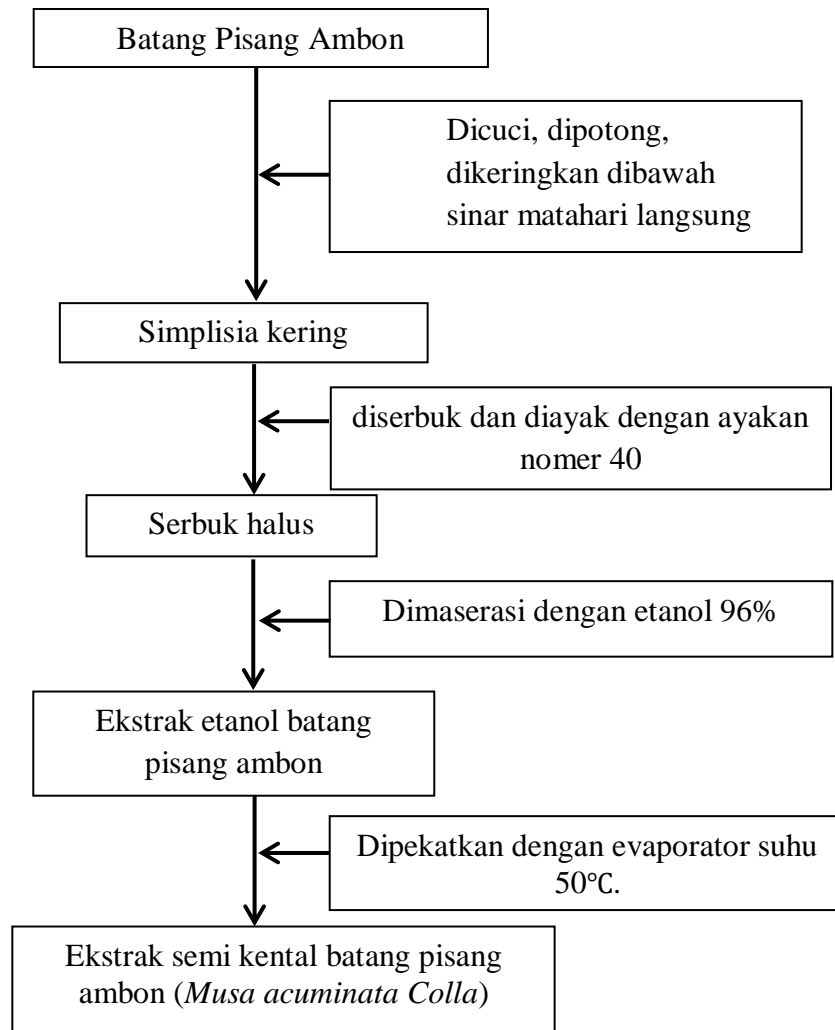 Batang Pisang Ambon
Dicuci, dipotong,
dikeringkan dibawah
sinar matahari langsung
Simplisia kering
diserbuk dan diayak dengan ayakan
nomer 40
Serbuk halus
Dimaserasi dengan etanol 96%
Ekstrak etanol batang
pisang ambon
Dipekatkan dengan evaporator suhu
50℃.
Ekstrak semi kental batang pisang
ambon (Musa acuminata Colla)